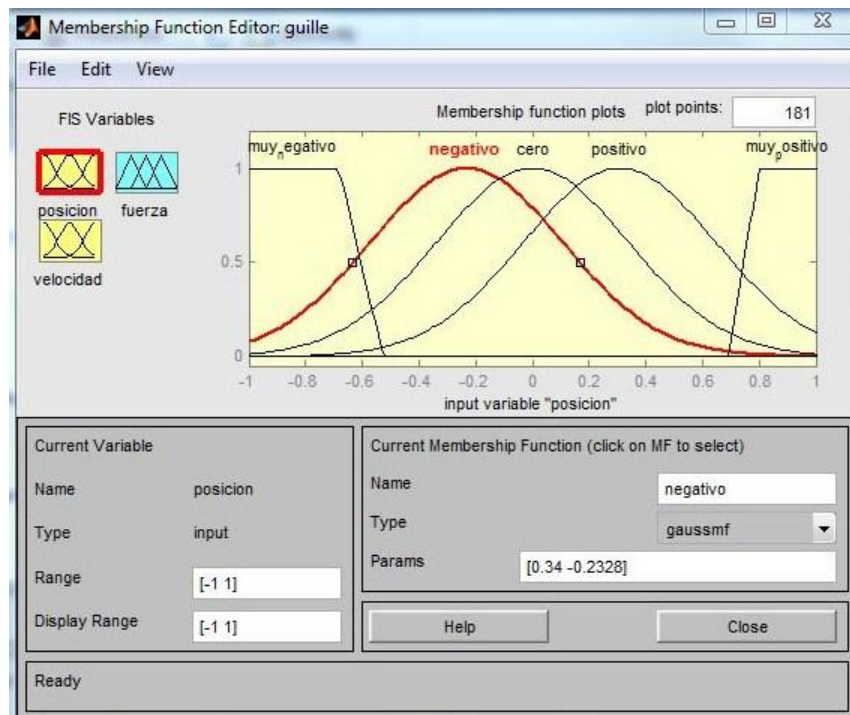 Membership Function Editor: guille
File Edit View
FIS Variables
Membership function plots
plot points:
181
posicion
fuerza
velocidad
muy_negativo
negativo
cero
positivo
muy_positivo
1
0.5
0
-1 -0.8 -0.6 -0.4 -0.2 0 0.2 0.4 0.6 0.8 1
input variable "posicion"
Current Variable
Name posicion
Type input
Range [-1 1]
Display Range [-1 1]
Current Membership Function (click on MF to select)
Name negativo
Type gaussmf
Params [0.34 -0.2328]
Help Close
Ready